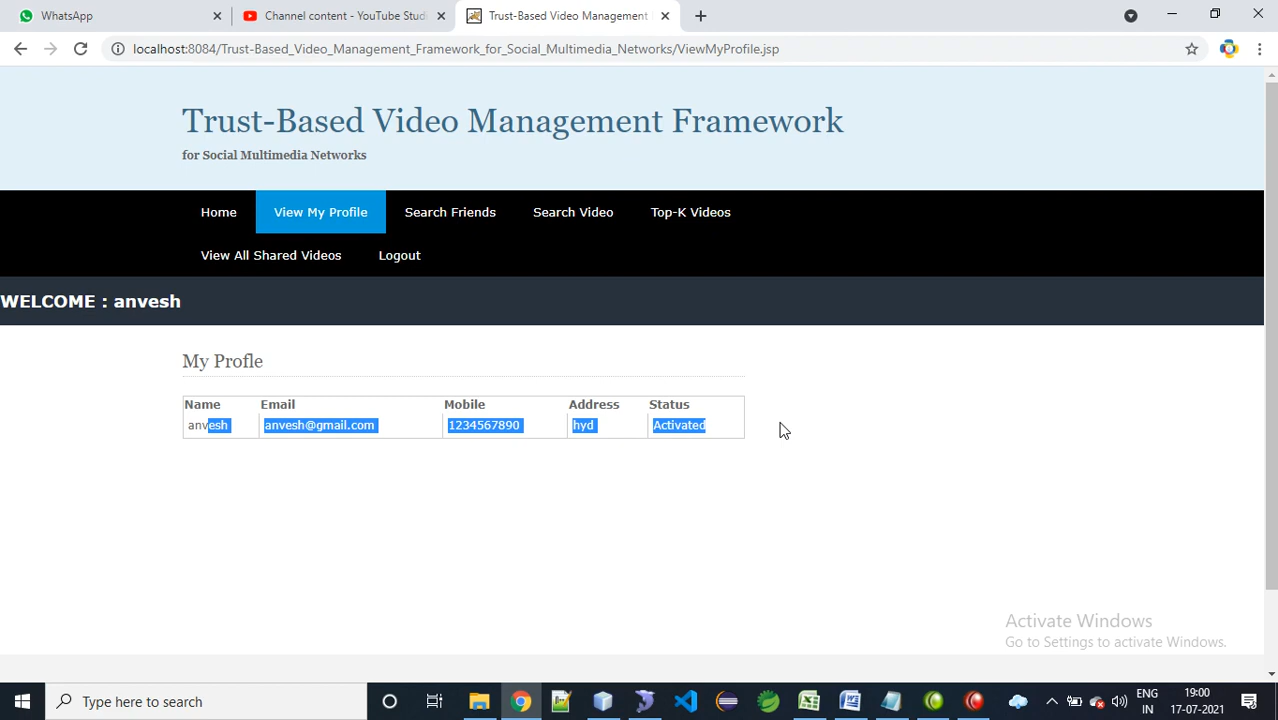 WhatsApp
Channel content - YouTube Studi
Trust-Based Video Management
localhost:8084/Trust-Based_Video_Management_Framework_for_Social_Multimedia_Networks/ViewMyProfile.jsp
Trust-Based Video Management Framework
for Social Multimedia Networks
Home View My Profile Search Friends Search Video Top-K Videos
View All Shared Videos Logout
WELCOME : anvesh
My Profle
Name Email Mobile Address Status
anvesh anvesh@gmail.com 1234567890 hyd Activated
Activate Windows
Go to Settings to activate Windows.
Type here to search
ENG 19:00
IN 17-07-2021